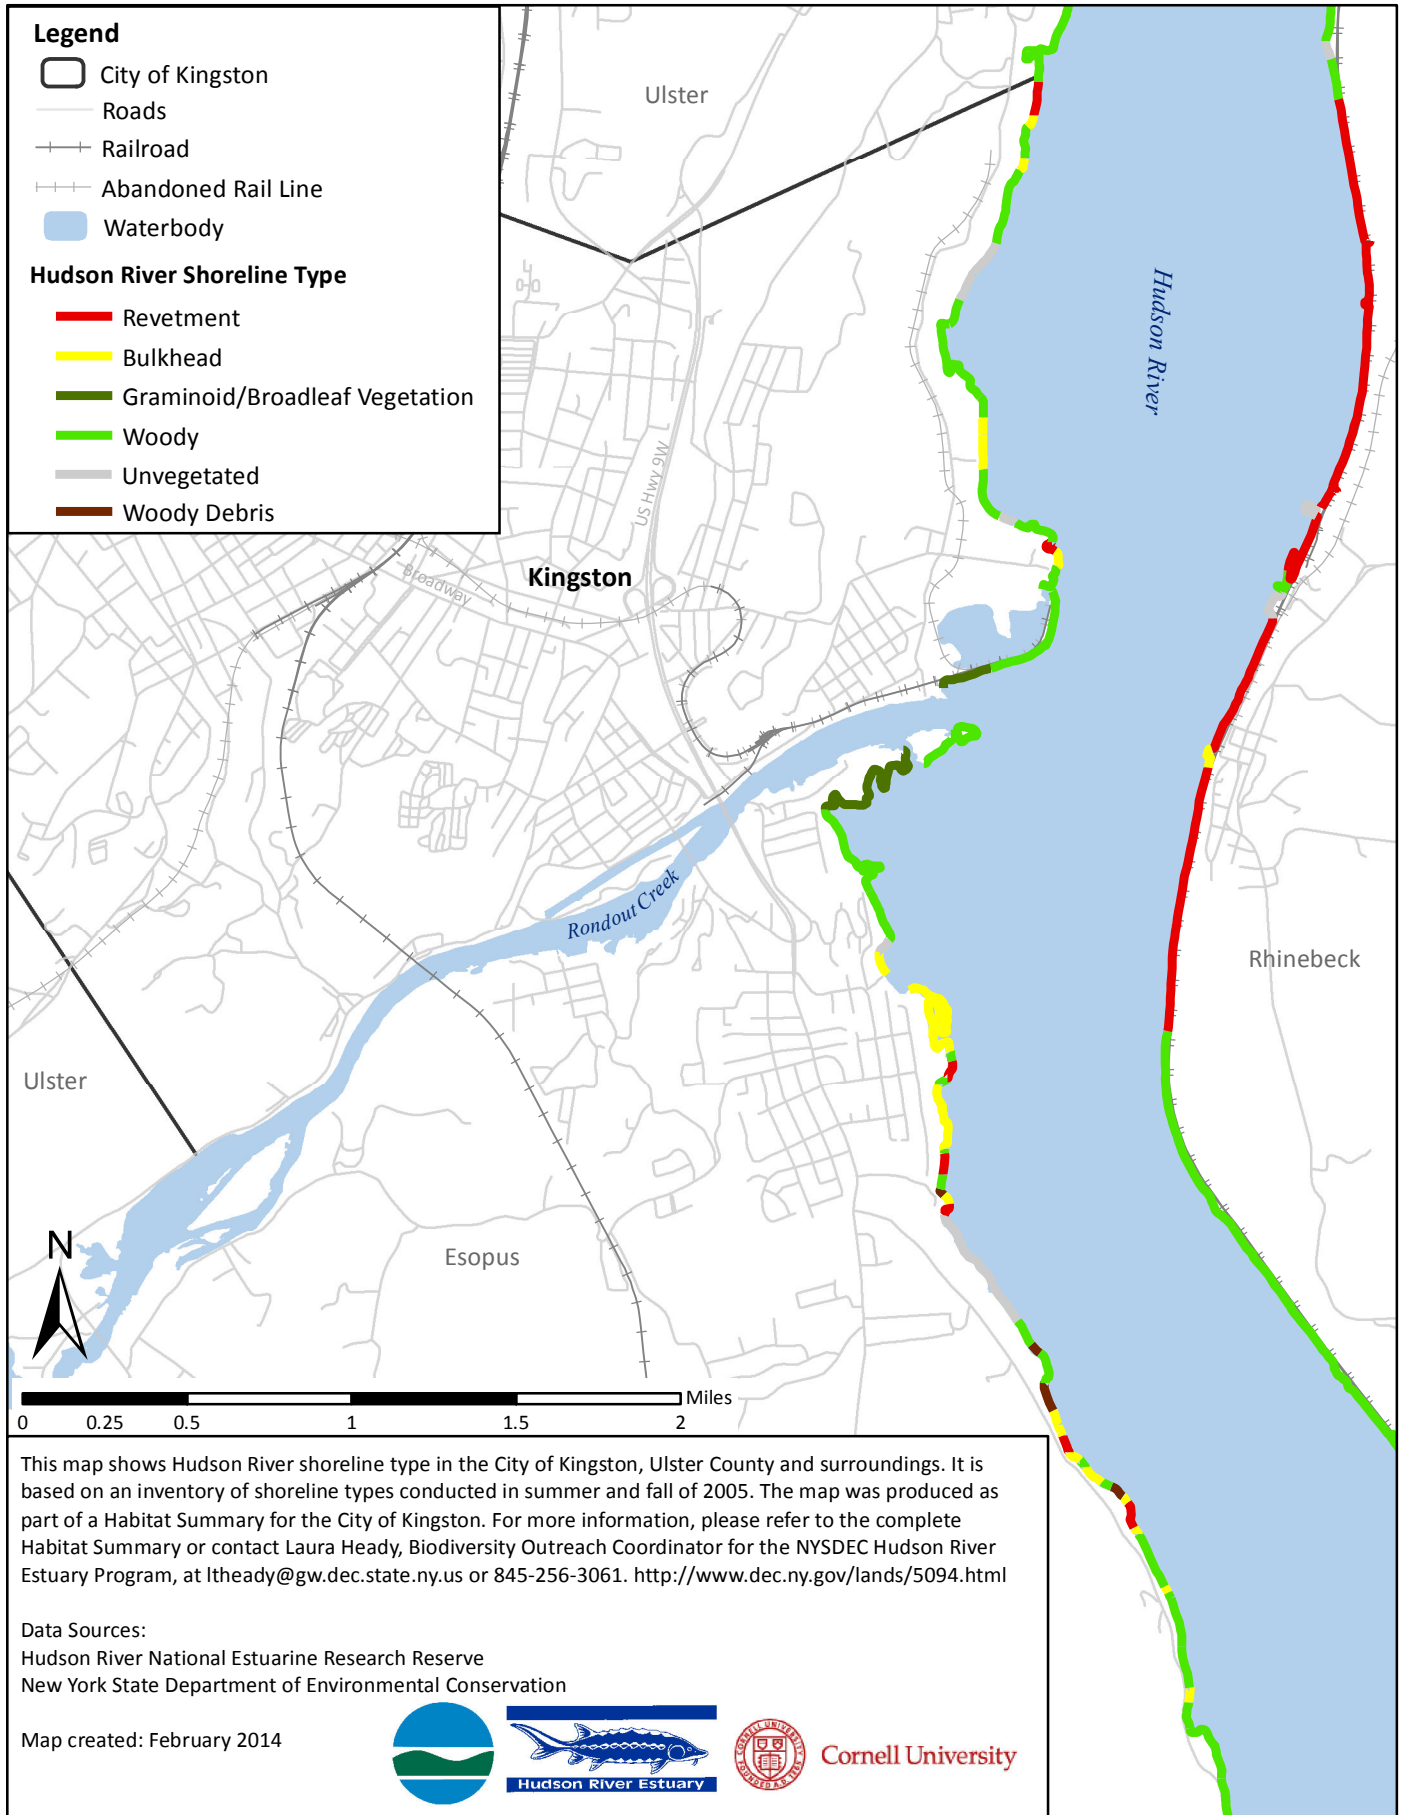 Legend
City of Kingston
Roads
Railroad
Abandoned Rail Line
Waterbody
Hudson River Shoreline Type
Revetment
Bulkhead
Graminoid/Broadleaf Vegetation
Woody
Unvegetated
Woody Debris
Ulster
Hudson River
US Hwy 9W
Broadway
Kingston
Rondout Creek
Rhinebeck
Ulster
Esopus
N
Miles
0 0.25 0.5 1 1.5 2
This map shows Hudson River shoreline type in the City of Kingston, Ulster County and surroundings. It is
based on an inventory of shoreline types conducted in summer and fall of 2005. The map was produced as
part of a Habitat Summary for the City of Kingston. For more information, please refer to the complete
Habitat Summary or contact Laura Heady, Biodiversity Outreach Coordinator for the NYSDEC Hudson River
Estuary Program, at ltheady@gw.dec.state.ny.us or 845-256-3061. http://www.dec.ny.gov/lands/5094.html
Data Sources:
Hudson River National Estuarine Research Reserve
New York State Department of Environmental Conservation
Map created: February 2014
Hudson River Estuary
CORNELL UNIVERSITY
FOUNDED A.D. 1865
Cornell University